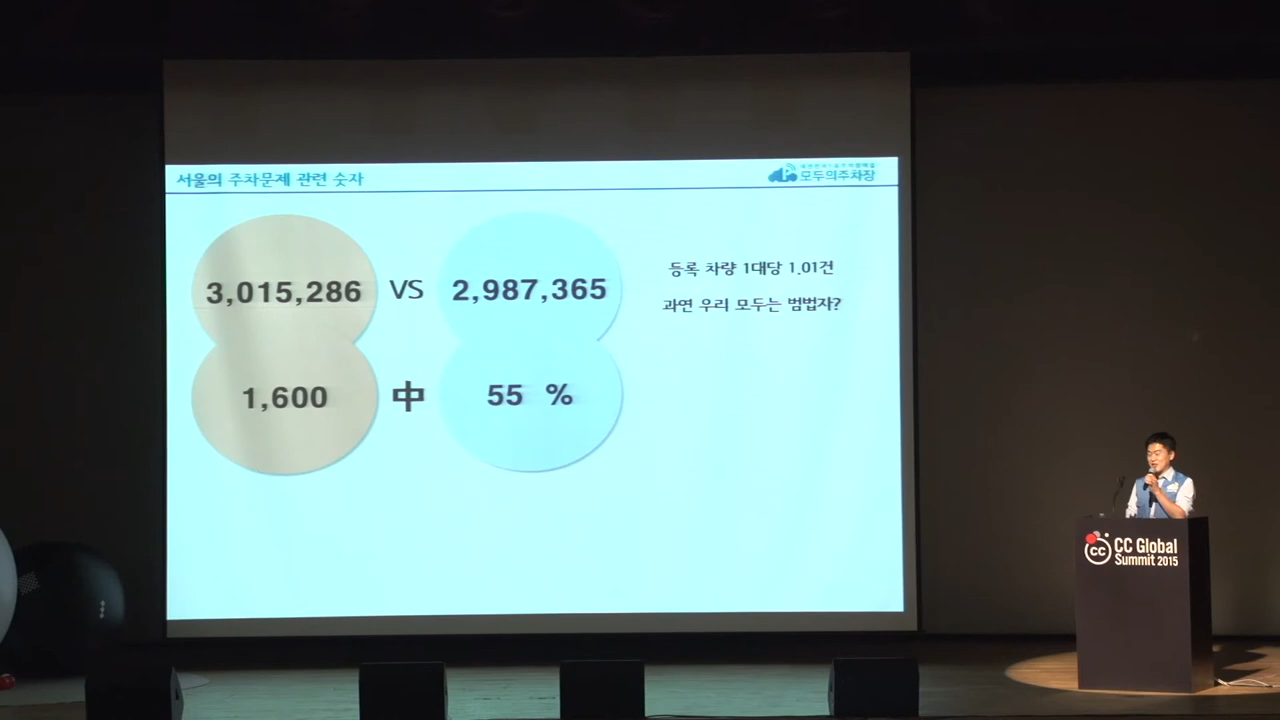 서울의 주차문제 관련 숫자
모두의주차장
3,015,286 VS 2,987,365
등록 차량 1대당 1.01건
과연 우리 모두는 범법자?
1,600 中 55 %
cc CC Global
Summit 2015